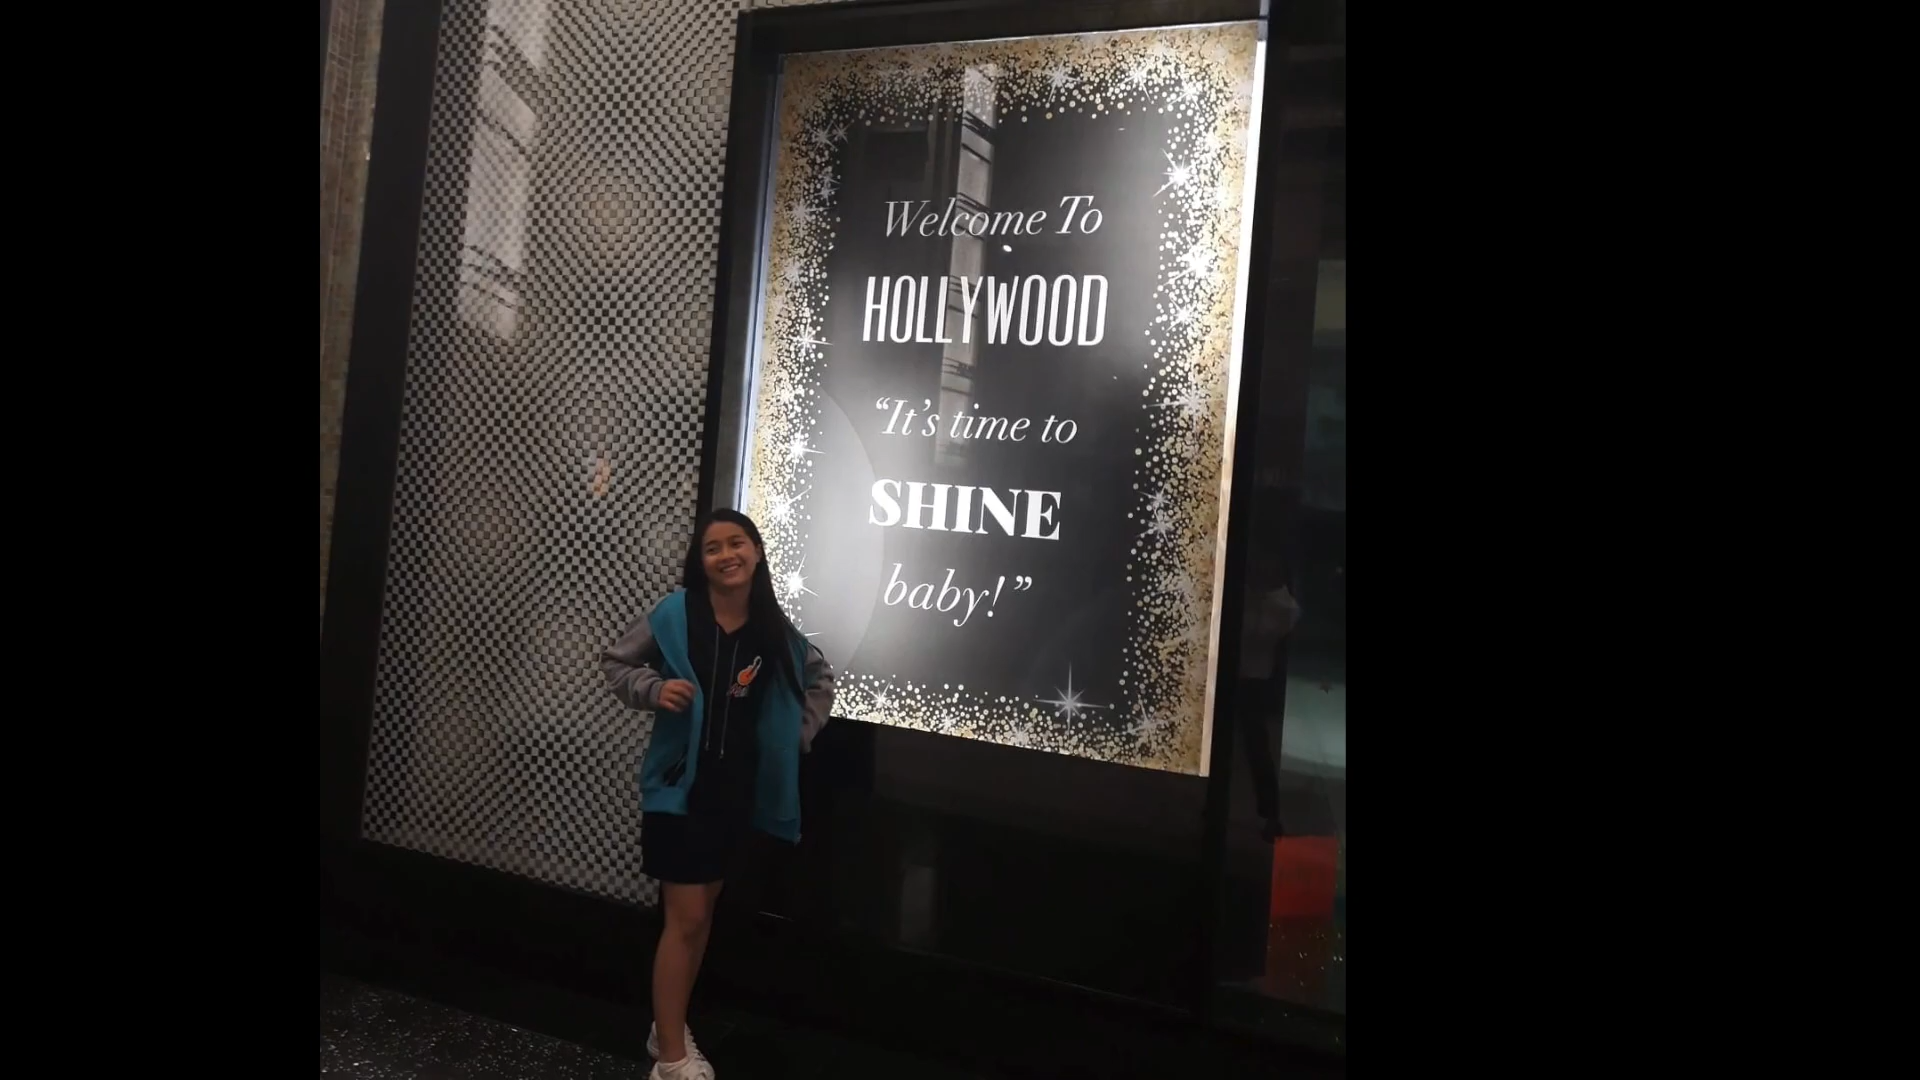 Welcome To
HOLLYWOOD
“It’s time to
SHINE
baby!”